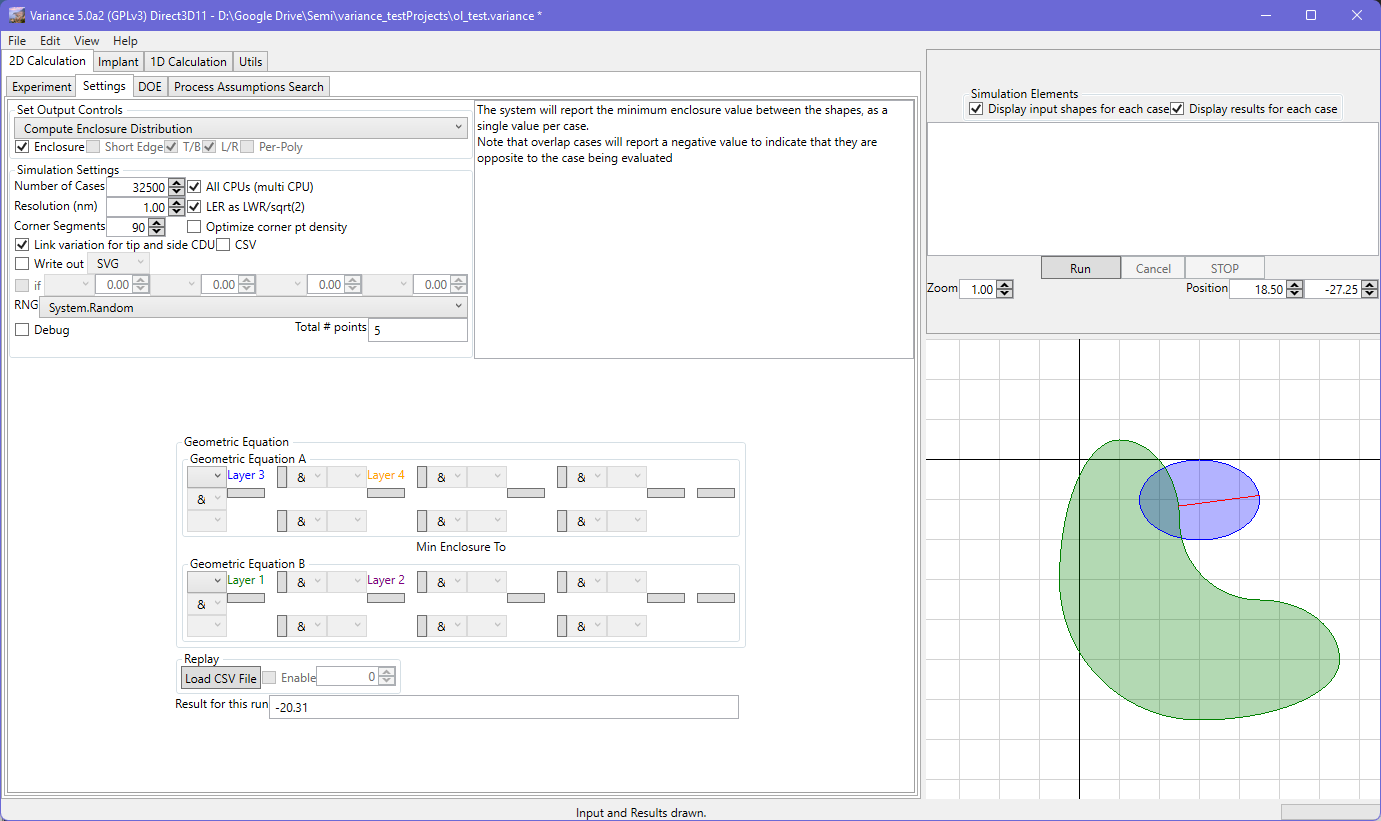 Variance 5.0a2 (GPLv3) Direct3D11 - D:\Google Drive\Semi\variance_testProjects\ol_test.variance *
File Edit View Help
2D Calculation Implant 1D Calculation Utils
Experiment Settings DOE Process Assumptions Search
Set Output Controls
Compute Enclosure Distribution
Enclosure Short Edge T/B L/R Per-Poly
Simulation Settings
Number of Cases 32500 All CPUs (multi CPU)
Resolution (nm) 1.00 LER as LWR/sqrt(2)
Corner Segments 90 Optimize corner pt density
Link variation for tip and side CDU CSV
Write out SVG
if 0.00 0.00 0.00 0.00
RNG System.Random
Debug Total # points 5
The system will report the minimum enclosure value between the shapes, as a
single value per case.
Note that overlap cases will report a negative value to indicate that they are
opposite to the case being evaluated
Geometric Equation
Geometric Equation A
Layer 3 & Layer 4 & &
&
& & &
Min Enclosure To
Geometric Equation B
Layer 1 & Layer 2 & &
&
& & &
Replay
Load CSV File Enable 0
Result for this run -20.31
Simulation Elements
Display input shapes for each case Display results for each case
Run Cancel STOP
Zoom 1.00 Position 18.50 -27.25
Input and Results drawn.